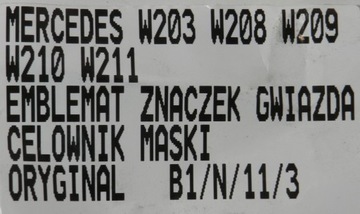 MERCEDES W203 W208 W209
W210 W211
EMBLEMAT ZNACZEK GWIAZDA
CELOWNIK MASKI
ORYGINAL B1/N/11/3